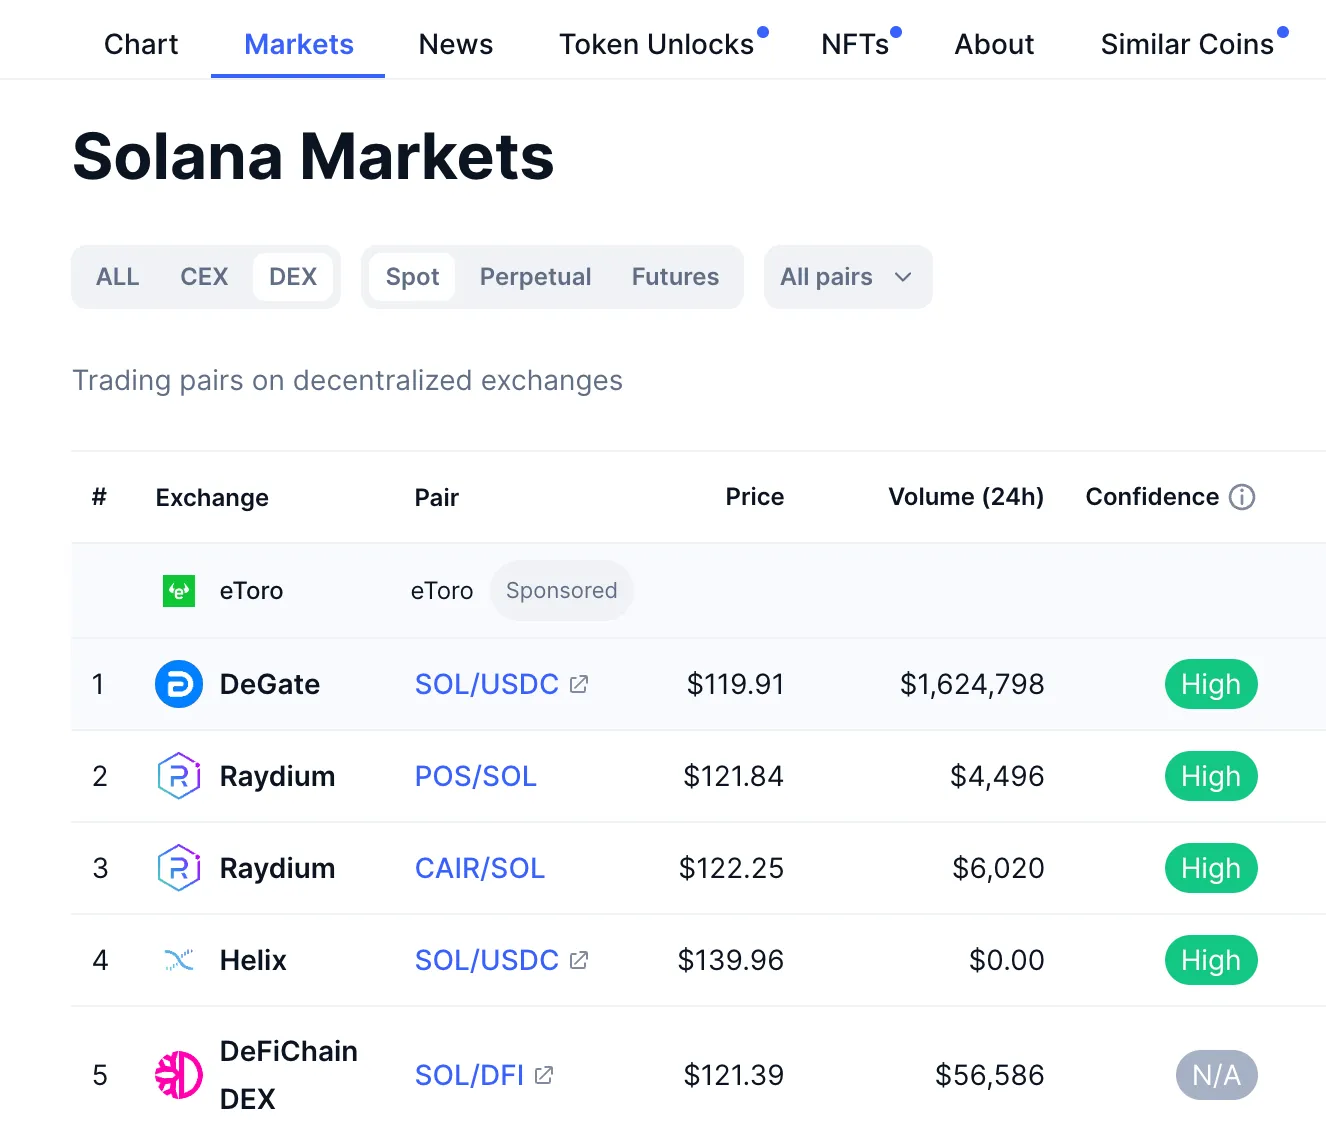 Chart Markets News Token Unlocks NFTs About Similar Coins
Solana Markets
ALL CEX DEX Spot Perpetual Futures All pairs
Trading pairs on decentralized exchanges
# Exchange Pair Price Volume (24h) Confidence
eToro eToro Sponsored
1 DeGate SOL/USDC $119.91 $1,624,798 High
2 Raydium POS/SOL $121.84 $4,496 High
3 Raydium CAIR/SOL $122.25 $6,020 High
4 Helix SOL/USDC $139.96 $0.00 High
5 DeFiChain DEX SOL/DFI $121.39 $56,586 N/A